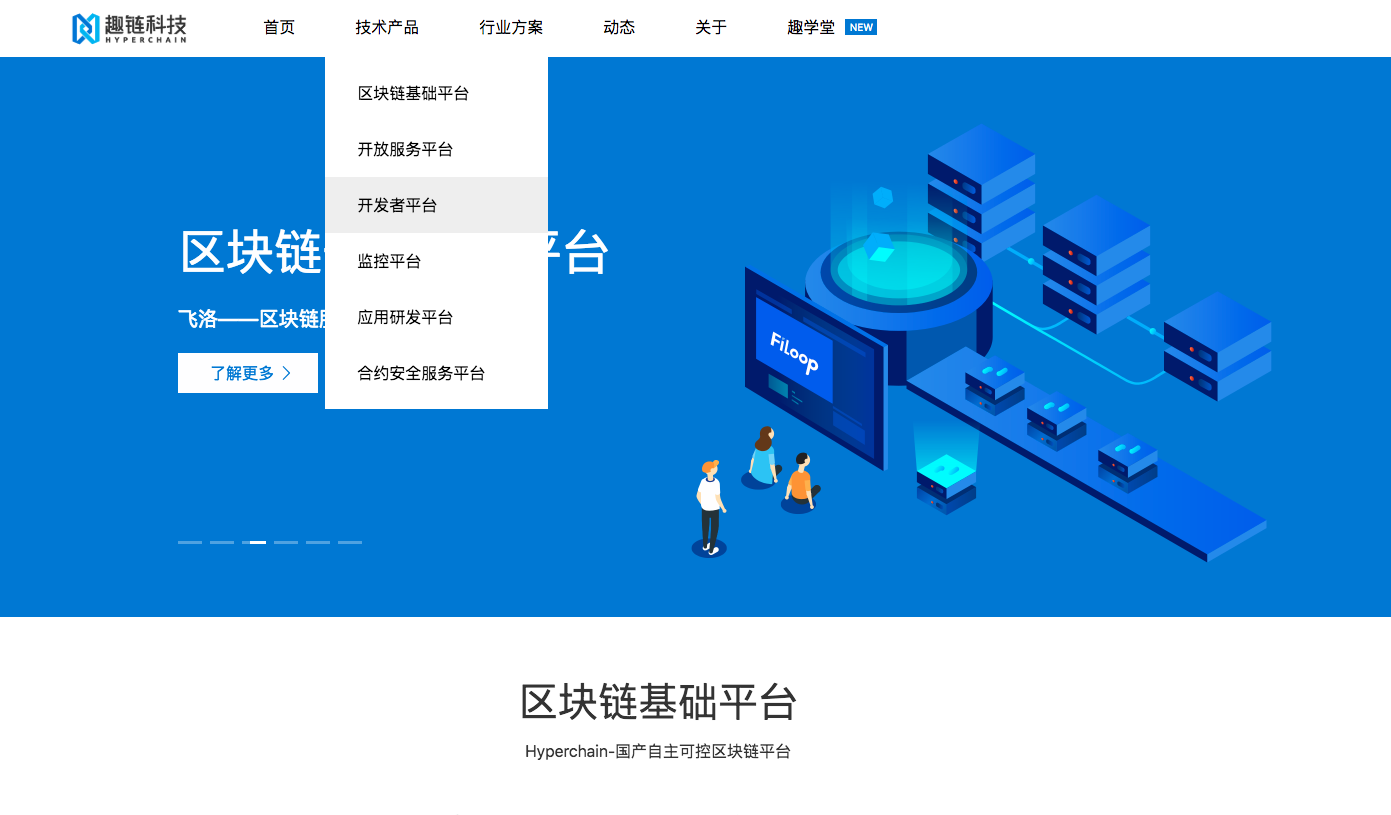 趣链科技
HYPERCHAIN
首页
技术产品
行业方案
动态
关于
趣学堂 NEW
区块链基础平台
开放服务平台
开发者平台
监控平台
应用研发平台
合约安全服务平台
区块链
台
飞洛——区块链
了解更多
FiLoop
区块链基础平台
Hyperchain-国产自主可控区块链平台